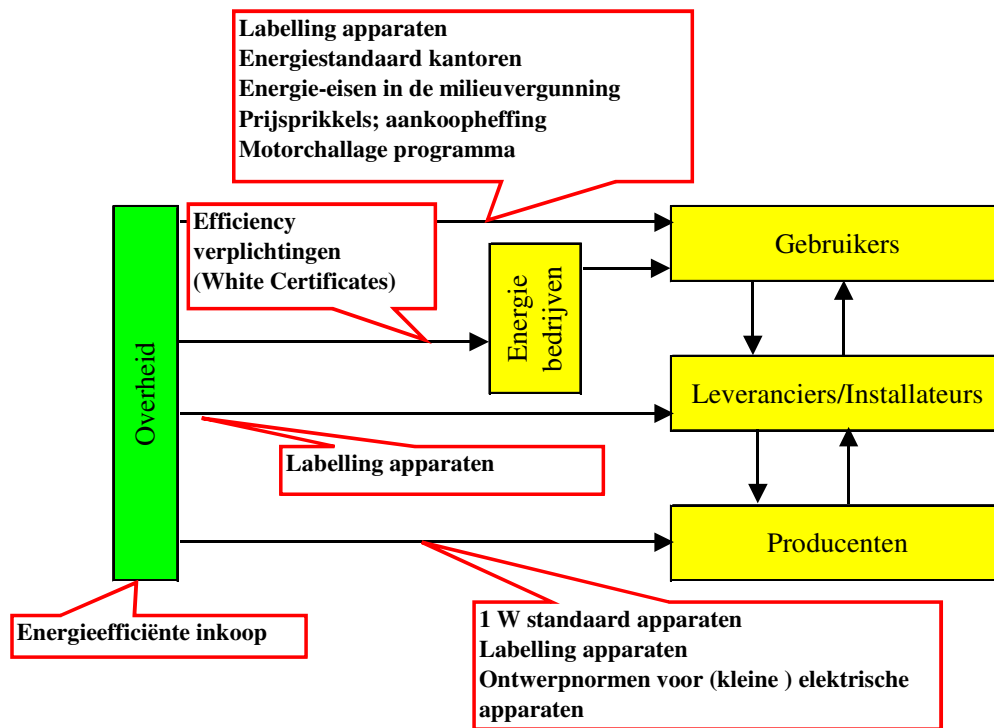 Labelling apparaten
Energiestandaard kantoren
Energie-eisen in de milieuvergunning
Prijsprikkels; aankoopheffing
Motorchallage programma
Efficiency
verplichtingen
(White Certificates)
Gebruikers
Energie
bedrijven
Overheid
Leveranciers/Installateurs
Labelling apparaten
Producenten
Energieefficiënte inkoop
1 W standaard apparaten
Labelling apparaten
Ontwerpnormen voor (kleine ) elektrische
apparaten